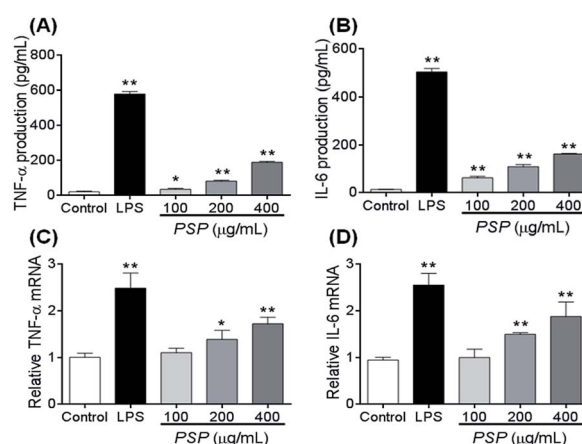 (A)
TNF-α production (pg/mL)
800
600
400
200
0
**
*
**
**
Control LPS 100 200 400
PSP (μg/mL)
(B)
IL-6 production (pg/mL)
600
400
200
0
**
**
**
**
Control LPS 100 200 400
PSP (μg/mL)
(C)
Relative TNF-α mRNA
3
2
1
0
**
*
**
Control LPS 100 200 400
PSP (μg/mL)
(D)
Relative IL-6 mRNA
3
2
1
0
**
**
**
Control LPS 100 200 400
PSP (μg/mL)